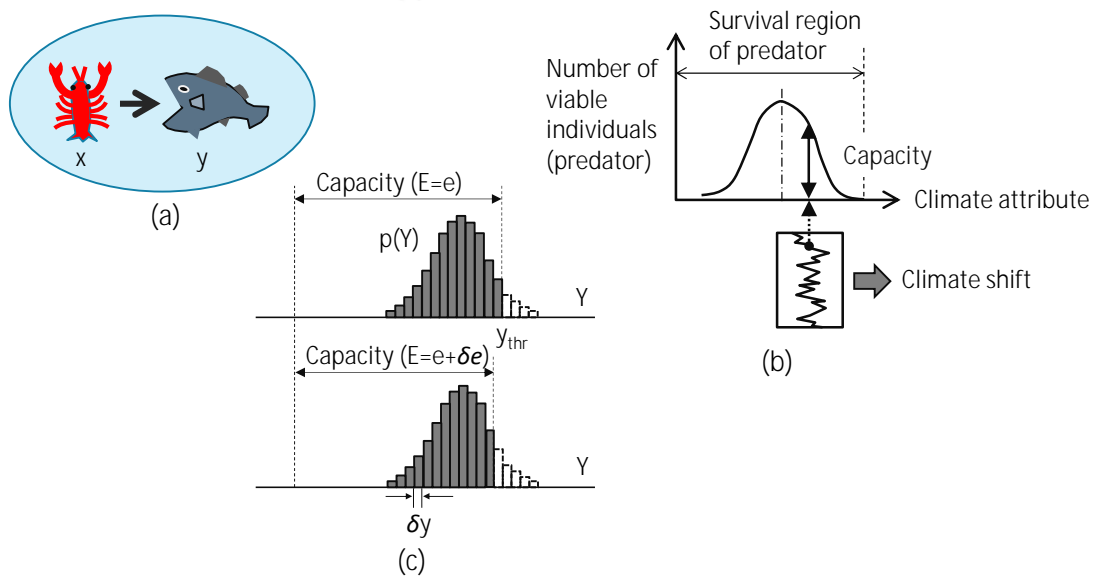 x
y
(a)
Survival region
of predator
Number of
viable
individuals
(predator)
Capacity
Climate attribute
Climate shift
(b)
Capacity (E=e)
p(Y)
Y
y_thr
Capacity (E=e+δe)
Y
δy
(c)